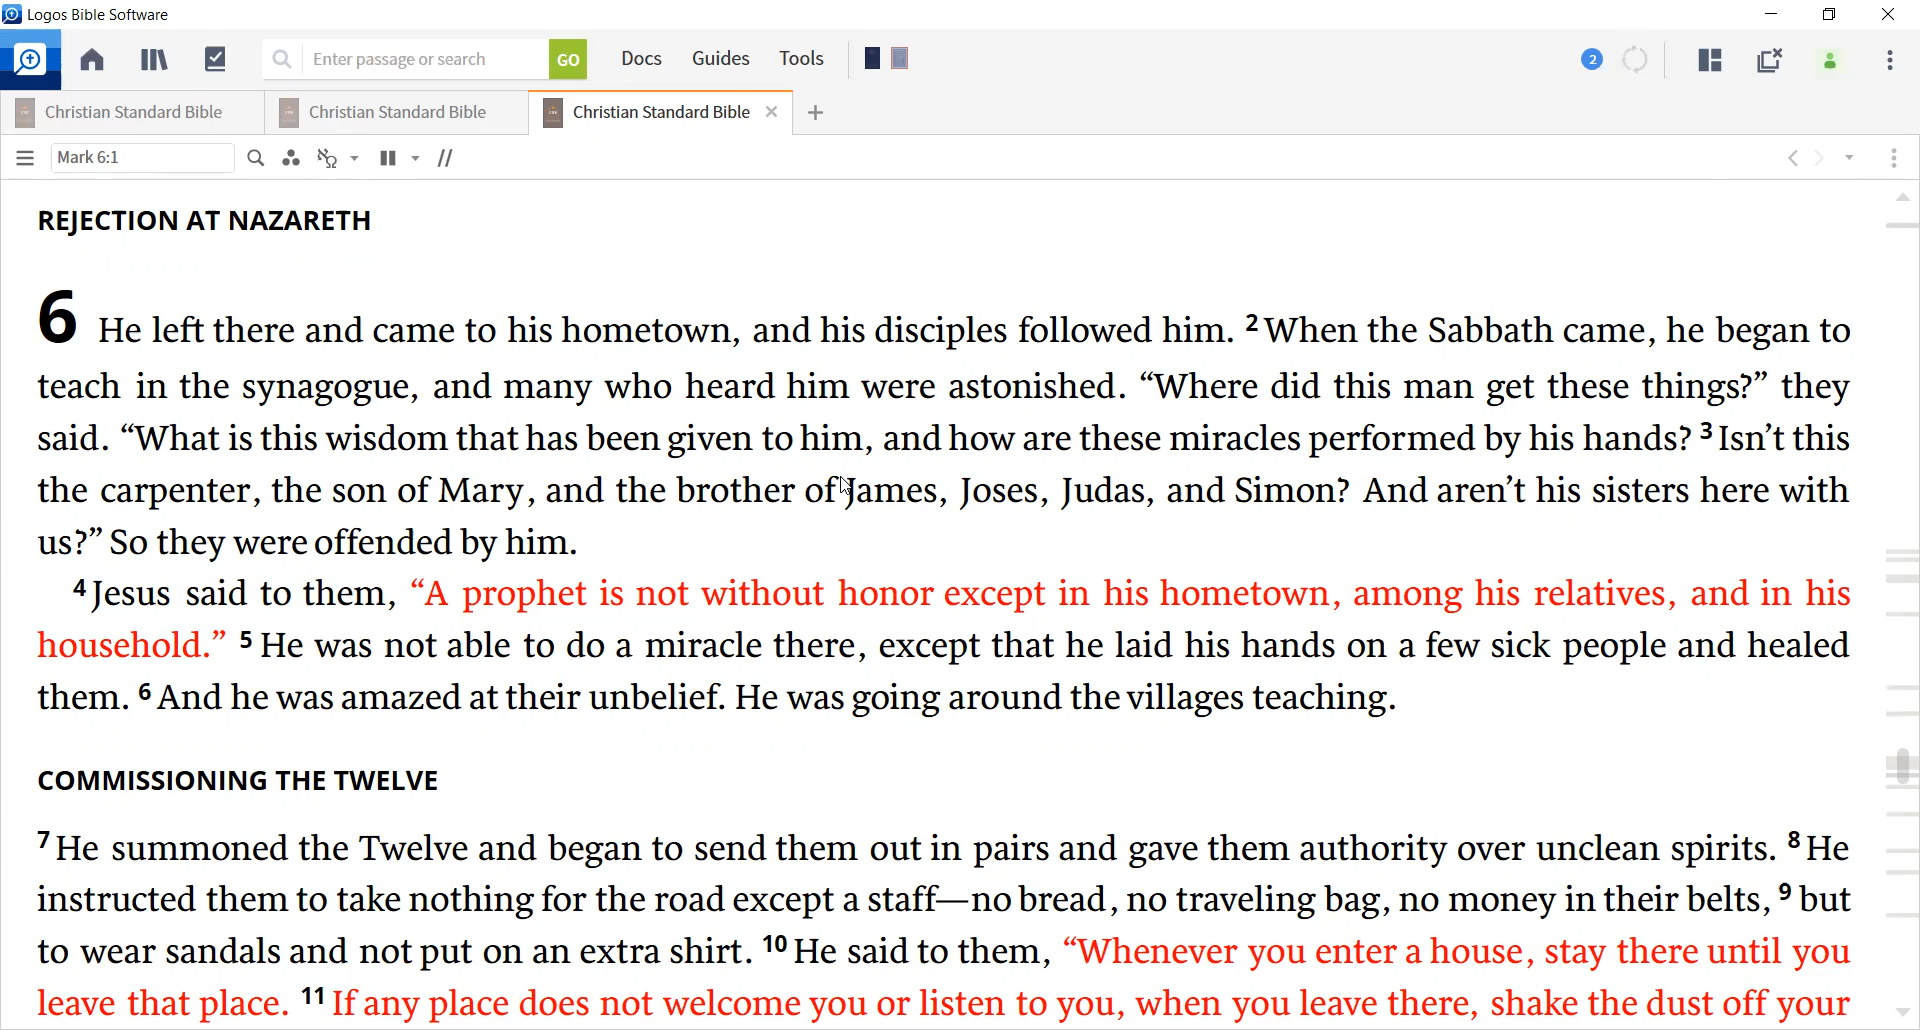 Logos Bible Software
Enter passage or search GO Docs Guides Tools 2
Christian Standard Bible Christian Standard Bible Christian Standard Bible
Mark 6:1
REJECTION AT NAZARETH
6 He left there and came to his hometown, and his disciples followed him. 2 When the Sabbath came, he began to
teach in the synagogue, and many who heard him were astonished. “Where did this man get these things?” they
said. “What is this wisdom that has been given to him, and how are these miracles performed by his hands? 3 Isn’t this
the carpenter, the son of Mary, and the brother of James, Joses, Judas, and Simon? And aren’t his sisters here with
us?” So they were offended by him.
4 Jesus said to them, “A prophet is not without honor except in his hometown, among his relatives, and in his
household.” 5 He was not able to do a miracle there, except that he laid his hands on a few sick people and healed
them. 6 And he was amazed at their unbelief. He was going around the villages teaching.
COMMISSIONING THE TWELVE
7 He summoned the Twelve and began to send them out in pairs and gave them authority over unclean spirits. 8 He
instructed them to take nothing for the road except a staff—no bread, no traveling bag, no money in their belts, 9 but
to wear sandals and not put on an extra shirt. 10 He said to them, “Whenever you enter a house, stay there until you
leave that place. 11 If any place does not welcome you or listen to you, when you leave there, shake the dust off your